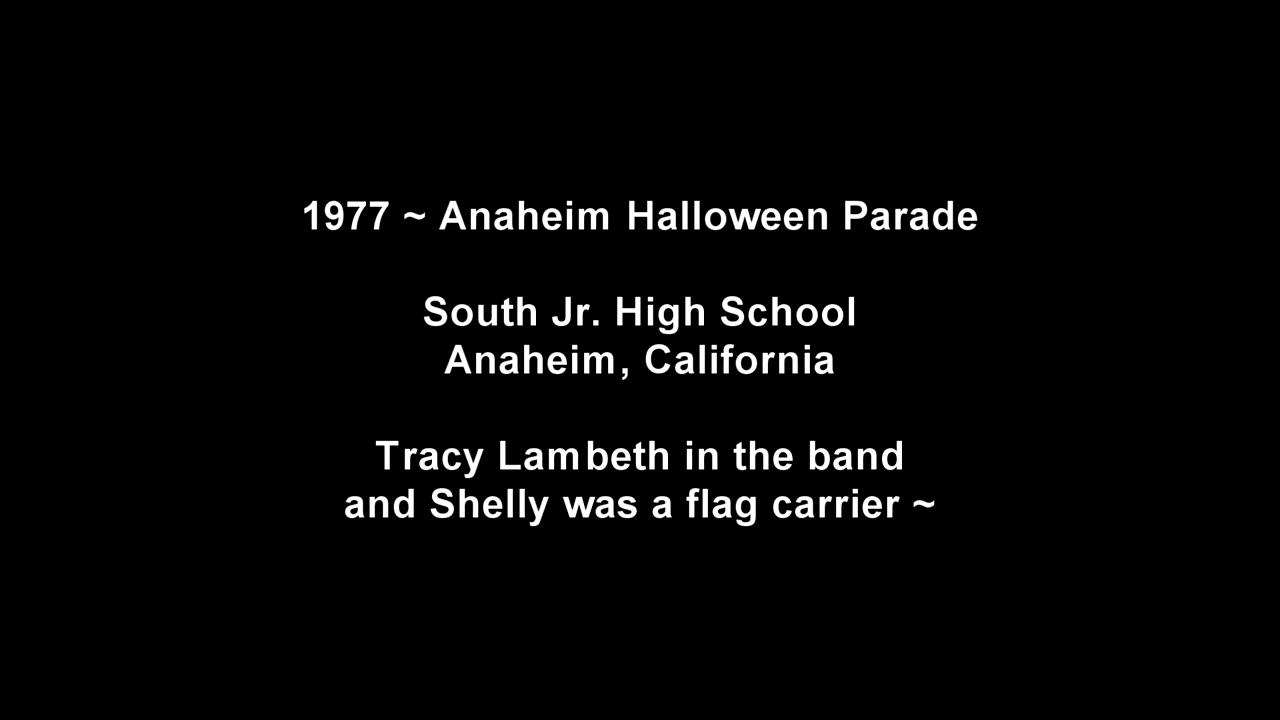 1977 ~ Anaheim Halloween Parade
South Jr. High School
Anaheim, California
Tracy Lambeth in the band
and Shelly was a flag carrier ~